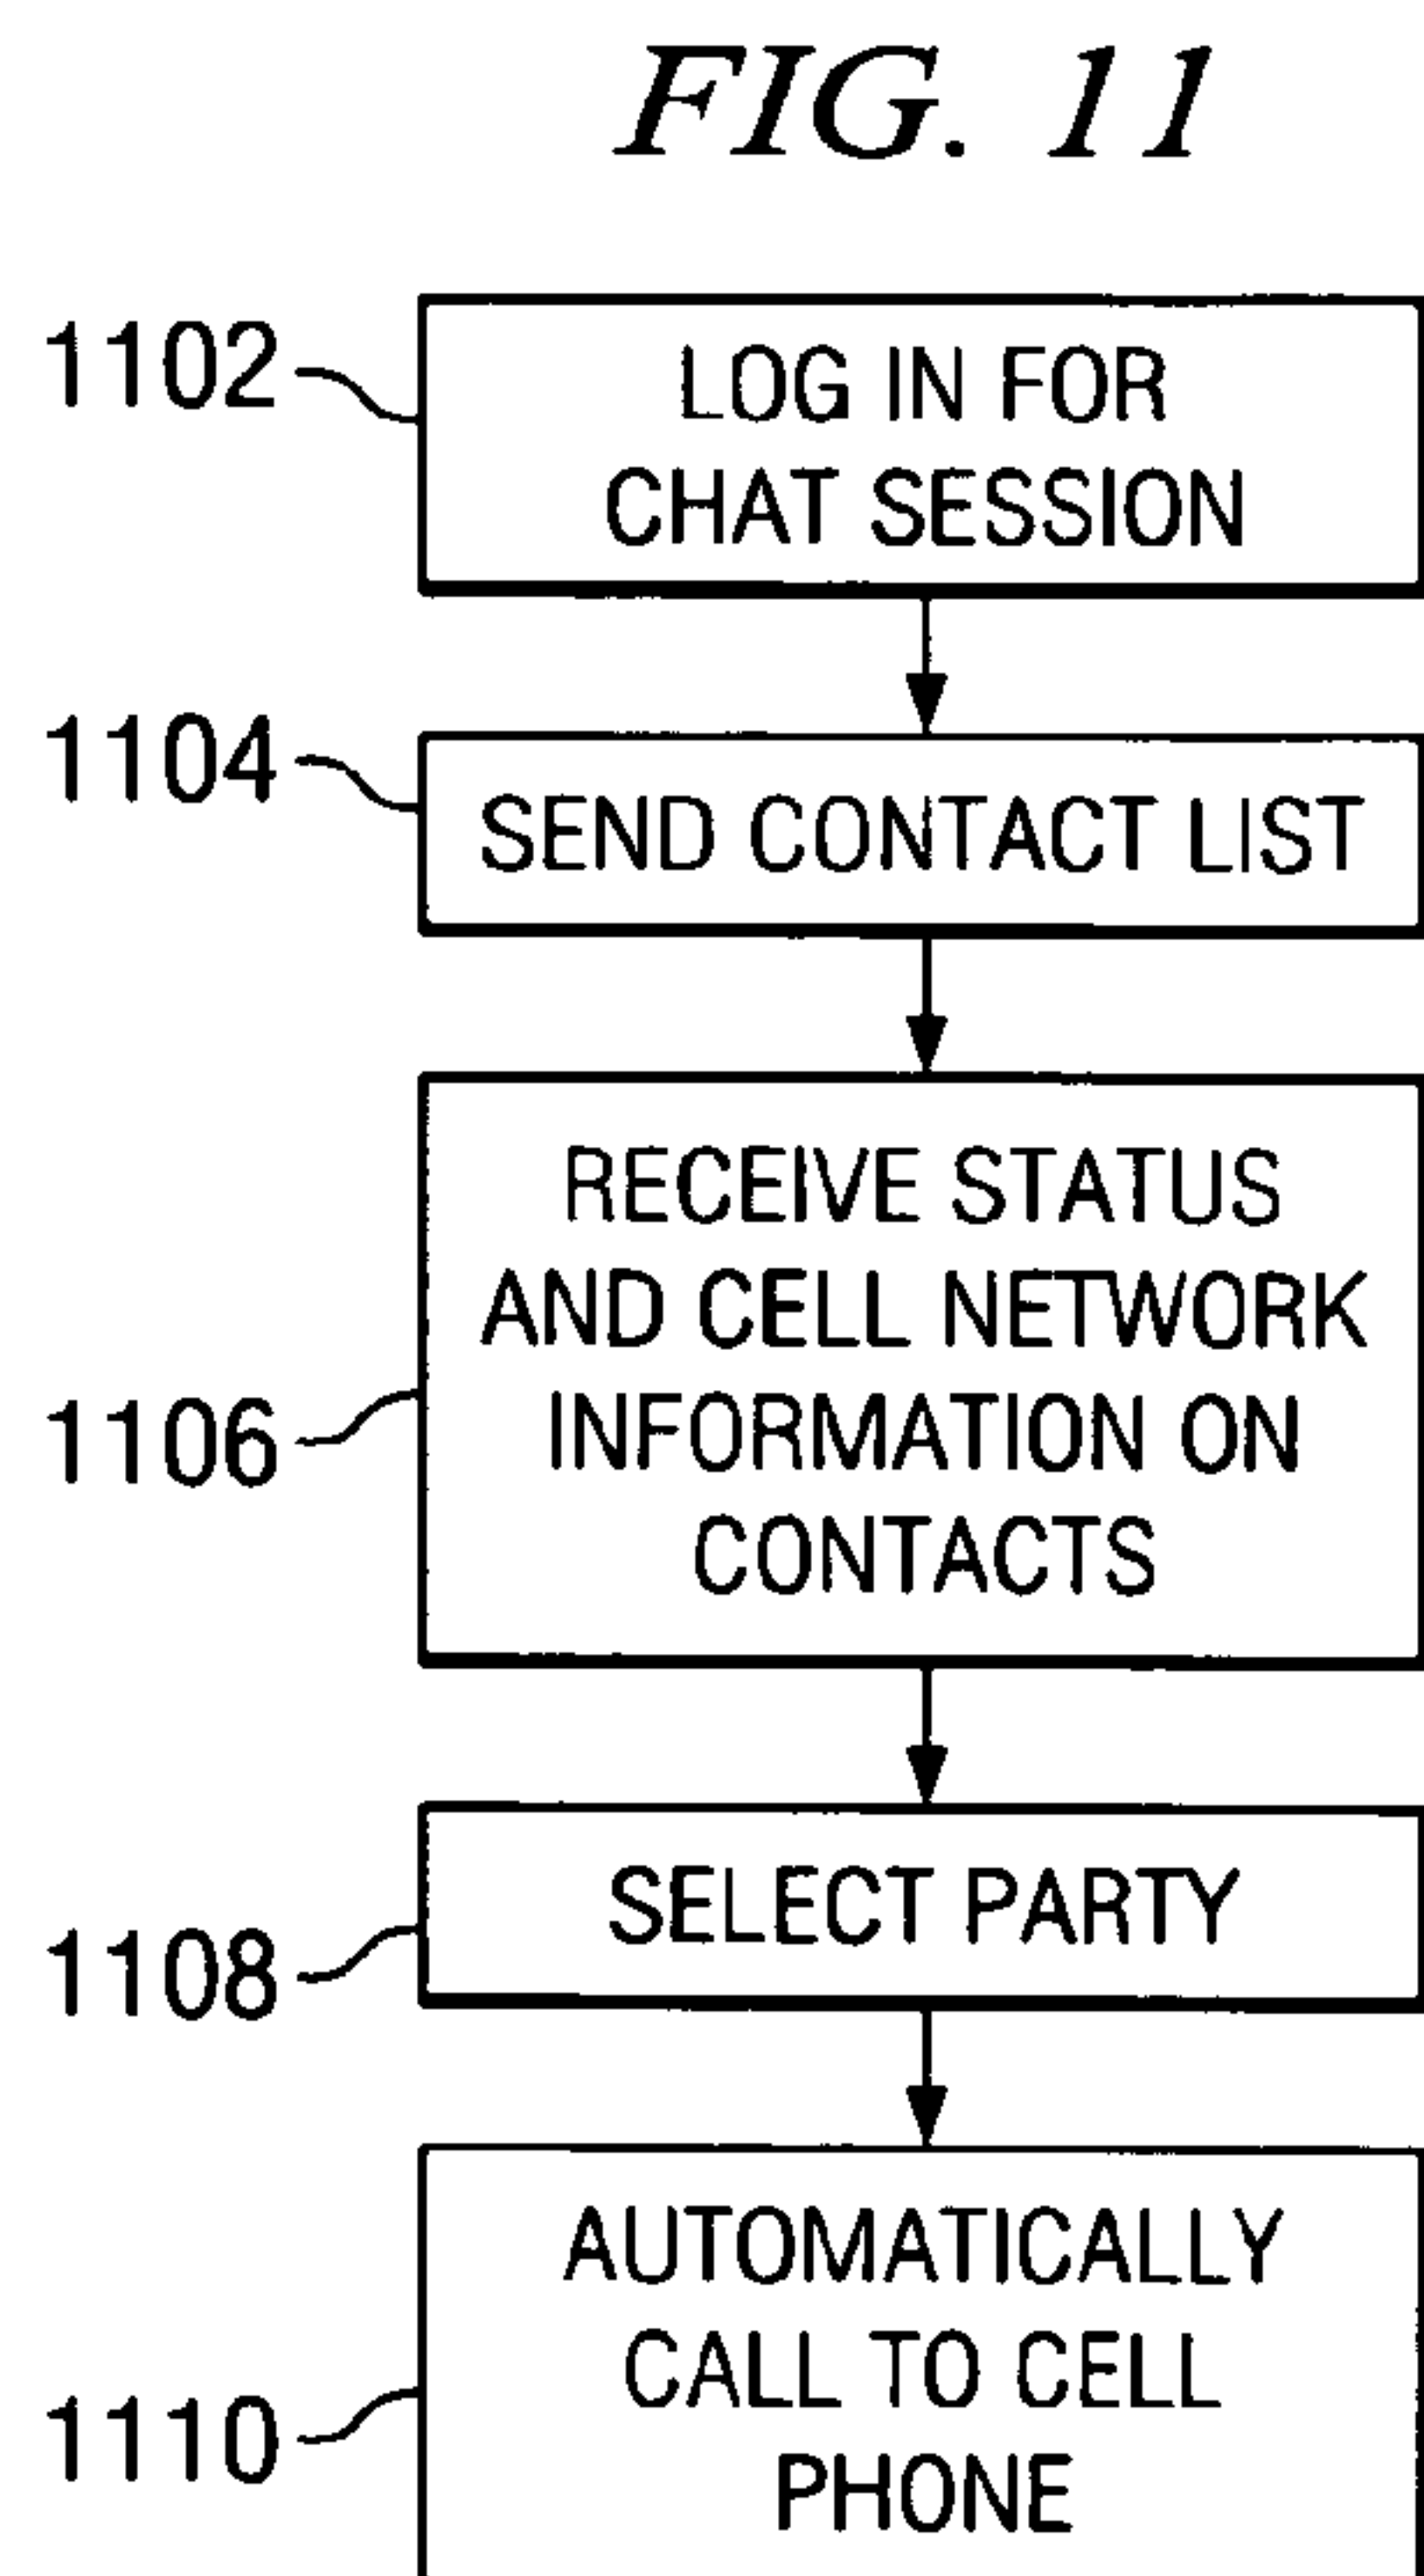 FIG. 11
1102
LOG IN FOR
CHAT SESSION
1104
SEND CONTACT LIST
RECEIVE STATUS
AND CELL NETWORK
INFORMATION ON
CONTACTS
1106
SELECT PARTY
1108
AUTOMATICALLY
CALL TO CELL
PHONE
1110